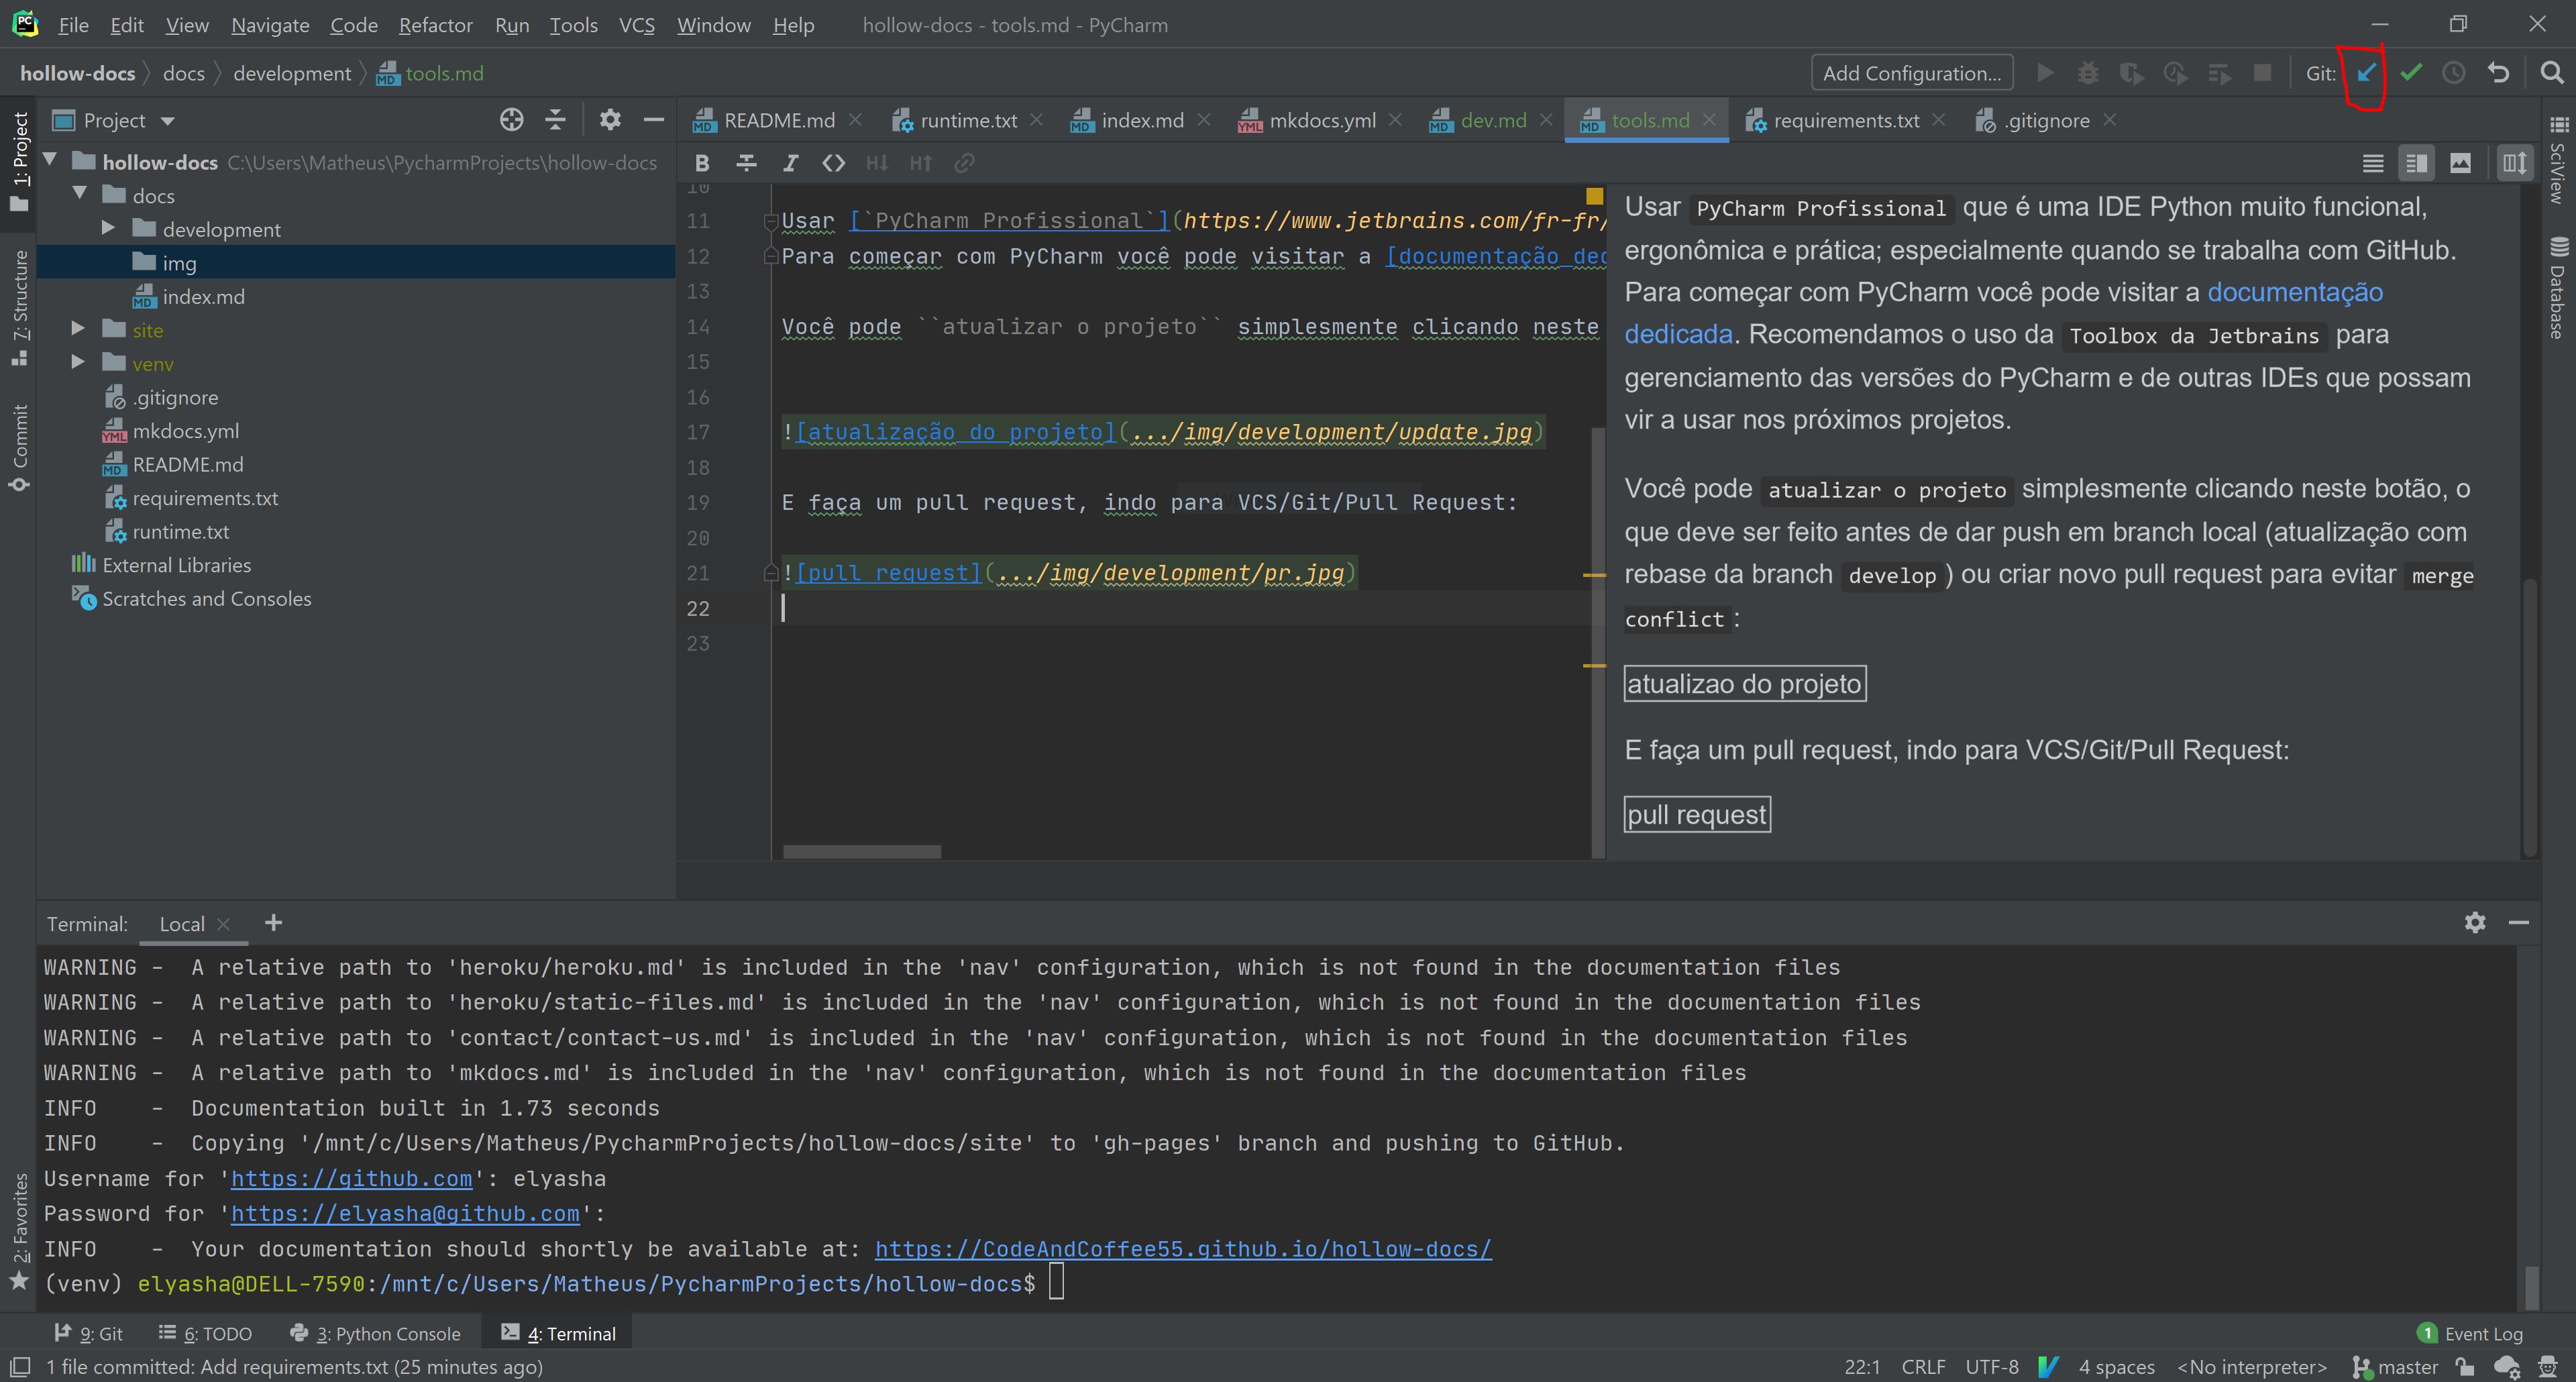 File Edit View Navigate Code Refactor Run Tools VCS Window Help hollow-docs - tools.md - PyCharm
hollow-docs docs development tools.md Add Configuration... Git:
Project
README.md runtime.txt index.md mkdocs.yml dev.md tools.md requirements.txt .gitignore
1: Project
7: Structure
Commit
2: Favorites
SciView
Database
hollow-docs C:\Users\Matheus\PycharmProjects\hollow-docs
docs
development
img
index.md
site
venv
.gitignore
mkdocs.yml
README.md
requirements.txt
runtime.txt
External Libraries
Scratches and Consoles
B I <> H↓ H↑
10
11 Usar [`PyCharm Profissional`](https://www.jetbrains.com/fr-fr/
12 Para começar com PyCharm você pode visitar a [documentação ded
13
14 Você pode ``atualizar o projeto`` simplesmente clicando neste
15
16
17 ![atualização do projeto](.../img/development/update.jpg)
18
19 E faça um pull request, indo para VCS/Git/Pull Request:
20
21 ![pull request](.../img/development/pr.jpg)
22
23
Usar PyCharm Profissional que é uma IDE Python muito funcional,
ergonômica e prática; especialmente quando se trabalha com GitHub.
Para começar com PyCharm você pode visitar a documentação
dedicada. Recomendamos o uso da Toolbox da Jetbrains para
gerenciamento das versões do PyCharm e de outras IDEs que possam
vir a usar nos próximos projetos.
Você pode atualizar o projeto simplesmente clicando neste botão, o
que deve ser feito antes de dar push em branch local (atualização com
rebase da branch develop) ou criar novo pull request para evitar merge
conflict:
atualizao do projeto
E faça um pull request, indo para VCS/Git/Pull Request:
pull request
Terminal: Local
WARNING - A relative path to 'heroku/heroku.md' is included in the 'nav' configuration, which is not found in the documentation files
WARNING - A relative path to 'heroku/static-files.md' is included in the 'nav' configuration, which is not found in the documentation files
WARNING - A relative path to 'contact/contact-us.md' is included in the 'nav' configuration, which is not found in the documentation files
WARNING - A relative path to 'mkdocs.md' is included in the 'nav' configuration, which is not found in the documentation files
INFO - Documentation built in 1.73 seconds
INFO - Copying '/mnt/c/Users/Matheus/PycharmProjects/hollow-docs/site' to 'gh-pages' branch and pushing to GitHub.
Username for 'https://github.com': elyasha
Password for 'https://elyasha@github.com':
INFO - Your documentation should shortly be available at: https://CodeAndCoffee55.github.io/hollow-docs/
(venv) elyasha@DELL-7590:/mnt/c/Users/Matheus/PycharmProjects/hollow-docs$
9: Git 6: TODO 3: Python Console 4: Terminal 1 Event Log
1 file committed: Add requirements.txt (25 minutes ago) 22:1 CRLF UTF-8 4 spaces <No interpreter> master